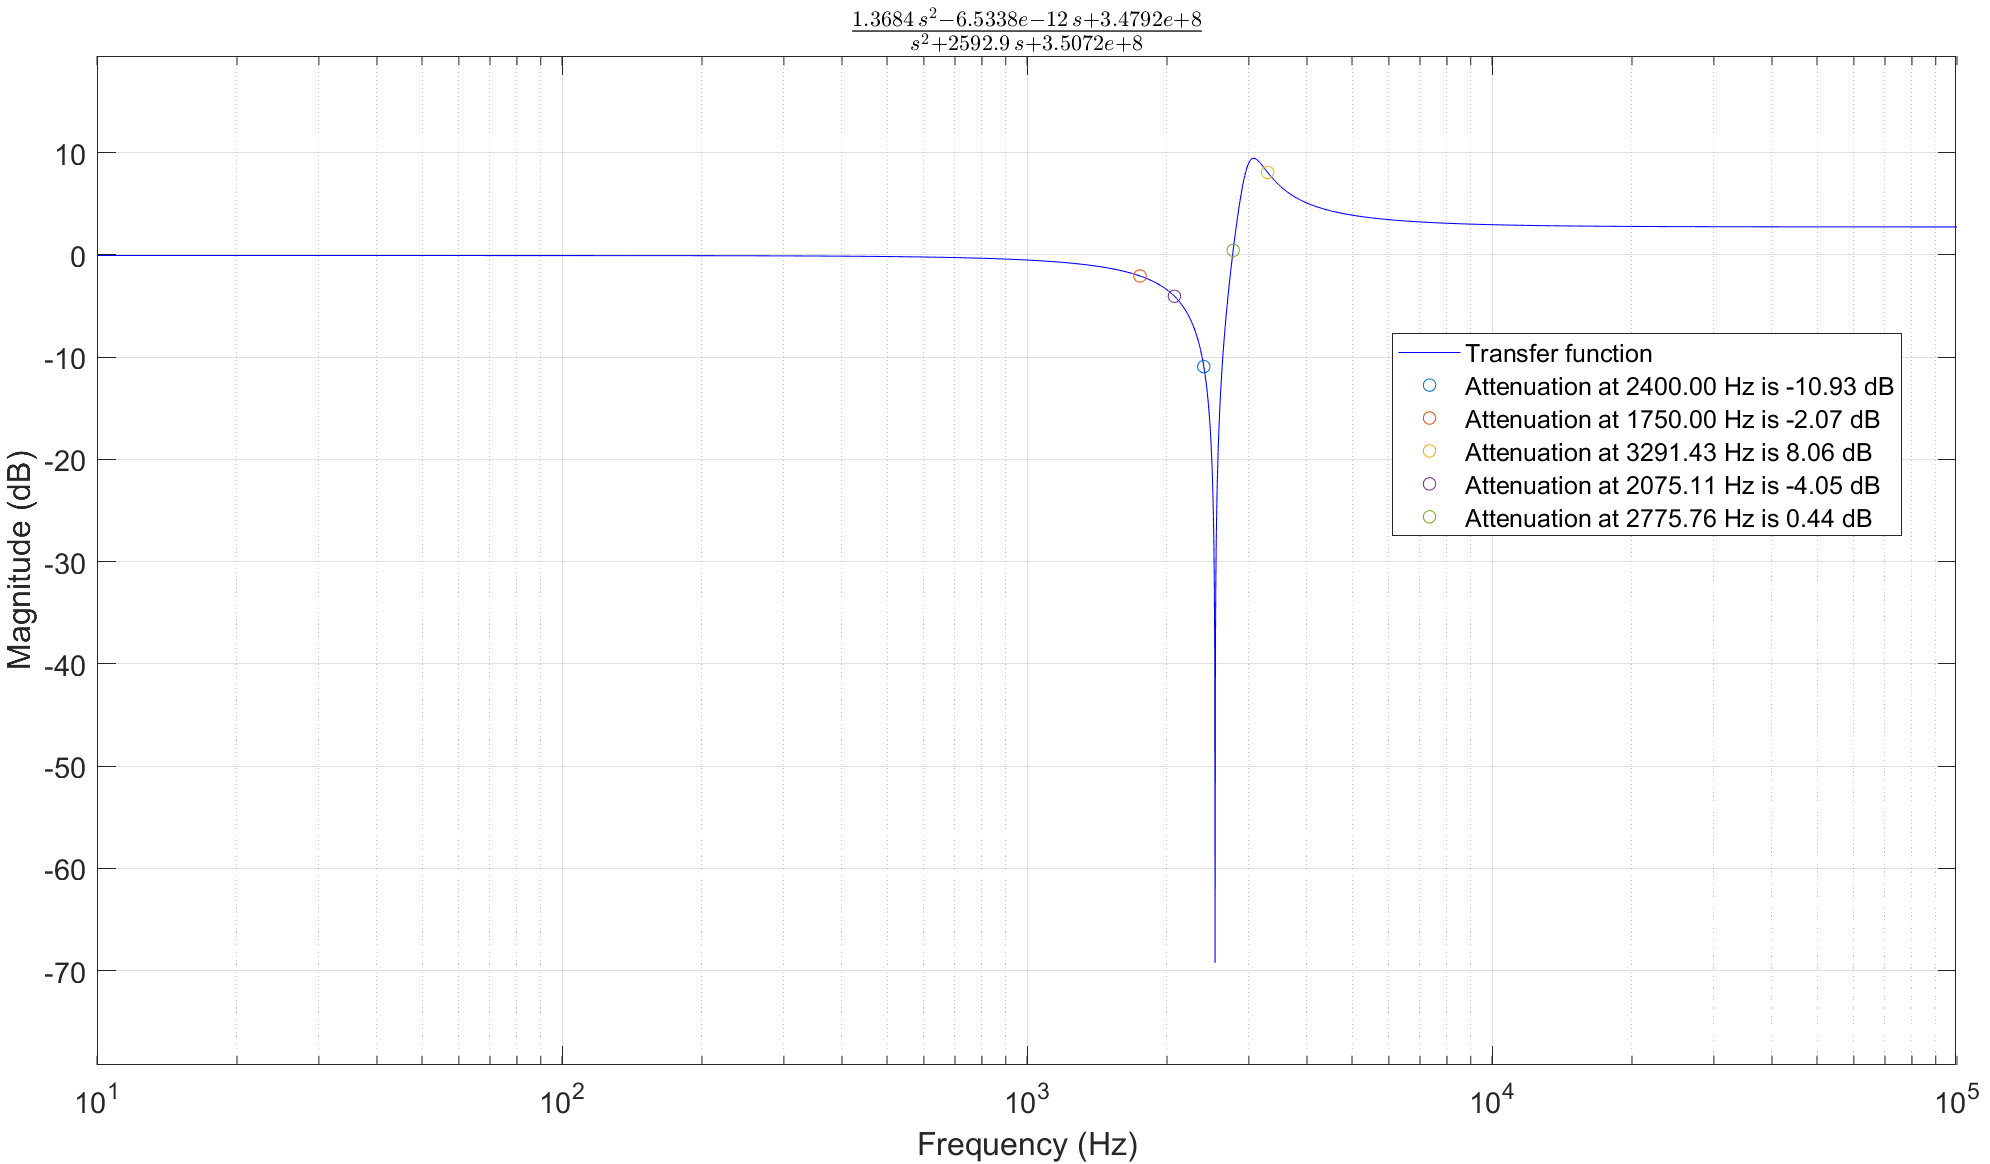 1.3684 s²−6.5338e−12 s+3.4792e+8
s²+2592.9 s+3.5072e+8
10
0
-10
-20
-30
-40
-50
-60
-70
Magnitude (dB)
Transfer function
Attenuation at 2400.00 Hz is -10.93 dB
Attenuation at 1750.00 Hz is -2.07 dB
Attenuation at 3291.43 Hz is 8.06 dB
Attenuation at 2075.11 Hz is -4.05 dB
Attenuation at 2775.76 Hz is 0.44 dB
10¹ 10² 10³ 10⁴ 10⁵
Frequency (Hz)